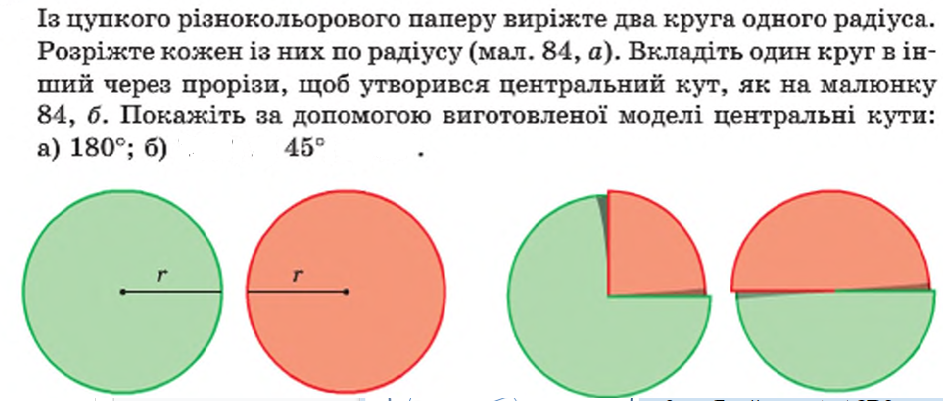 Із цупкого різнокольорового паперу виріжте два круга одного радіуса.
Розріжте кожен із них по радіусу (мал. 84, а). Вкладіть один круг в ін-
ший через прорізи, щоб утворився центральний кут, як на малюнку
84, б. Покажіть за допомогою виготовленої моделі центральні кути:
а) 180°; б) 45° .
r r